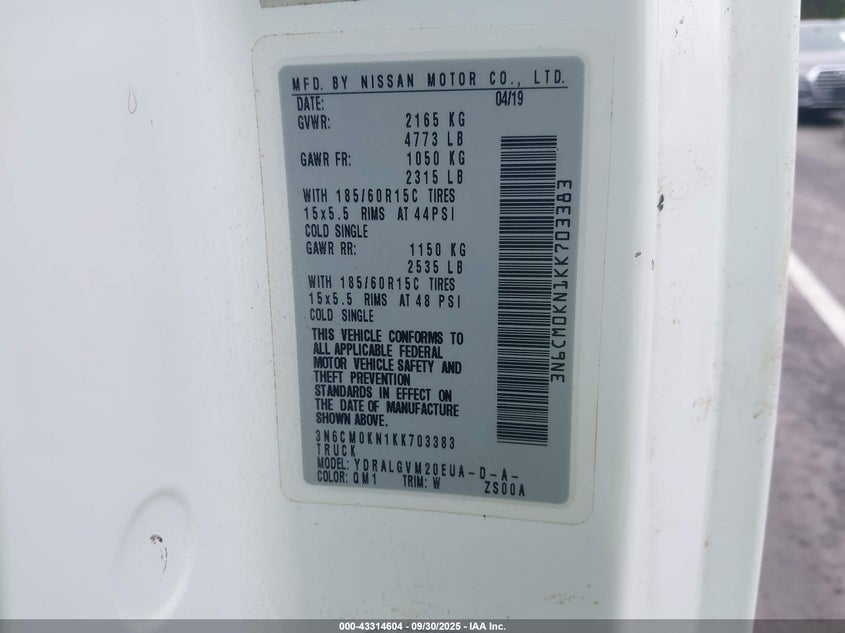 MFD. BY NISSAN MOTOR CO., LTD.
DATE: 04/19
GVWR: 2165 KG
4773 LB
GAWR FR: 1050 KG
2315 LB
WITH 185/60R15C TIRES
15x5.5 RIMS AT 44PSI
COLD SINGLE
GAWR RR: 1150 KG
2535 LB
WITH 185/60R15C TIRES
15x5.5 RIMS AT 48 PSI
COLD SINGLE
THIS VEHICLE CONFORMS TO
ALL APPLICABLE FEDERAL
MOTOR VEHICLE SAFETY AND
THEFT PREVENTION
STANDARDS IN EFFECT ON
THE DATE OF MANUFACTURE
SHOWN ABOVE.
3N6CM0KN1KK703383
TRUCK
MODEL: YDRALGVM20EUA-D-A-
COLOR: QM1 TRIM: W ZS00A
3N6CM0KN1KK703383
000-43314604 - 09/30/2025 - IAA Inc.